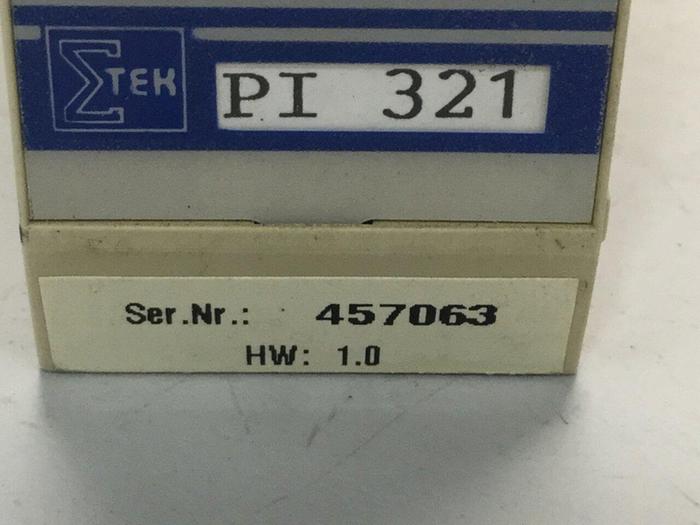 ΣTEK PI 321
Ser.Nr.: 457063
HW: 1.0